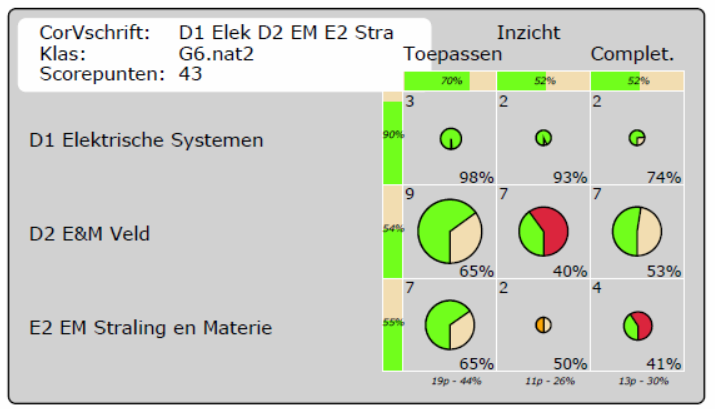 CorVschrift: D1 Elek D2 EM E2 Stra
Klas: G6.nat2
Scorepunten: 43
Inzicht
Toepassen Complet.
70% 52% 52%
D1 Elektrische Systemen
90%
3 2 2
98% 93% 74%
D2 E&M Veld
54%
9 7 7
65% 40% 53%
E2 EM Straling en Materie
55%
7 2 4
65% 50% 41%
19p - 44% 11p - 26% 13p - 30%